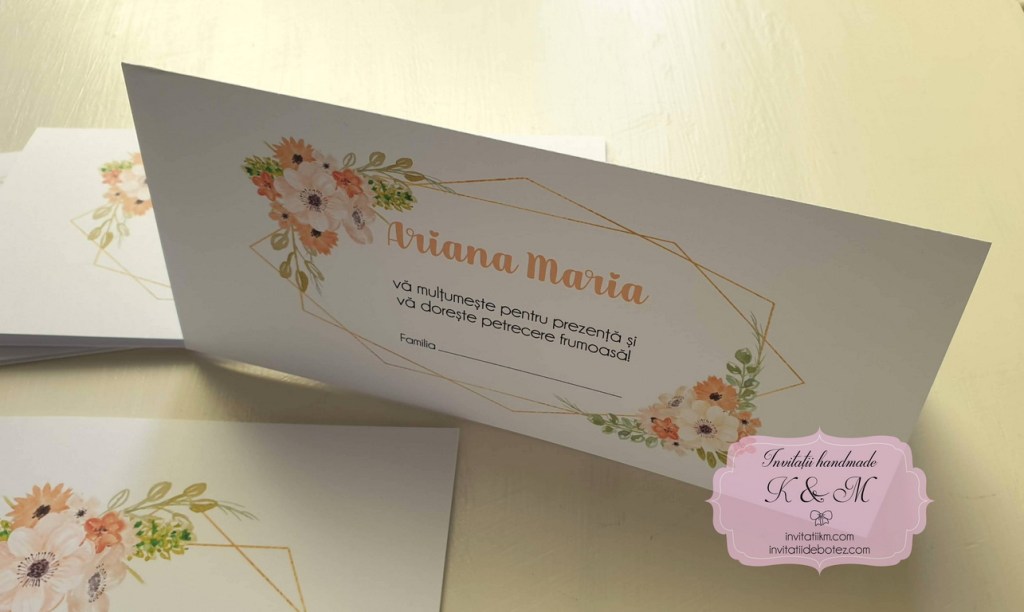 Ariana Maria
vă mulțumește pentru prezență și
vă dorește petrecere frumoasă!
Familia
Invitații handmade
K & M
invitatiikm.com
invitatiidebotez.com